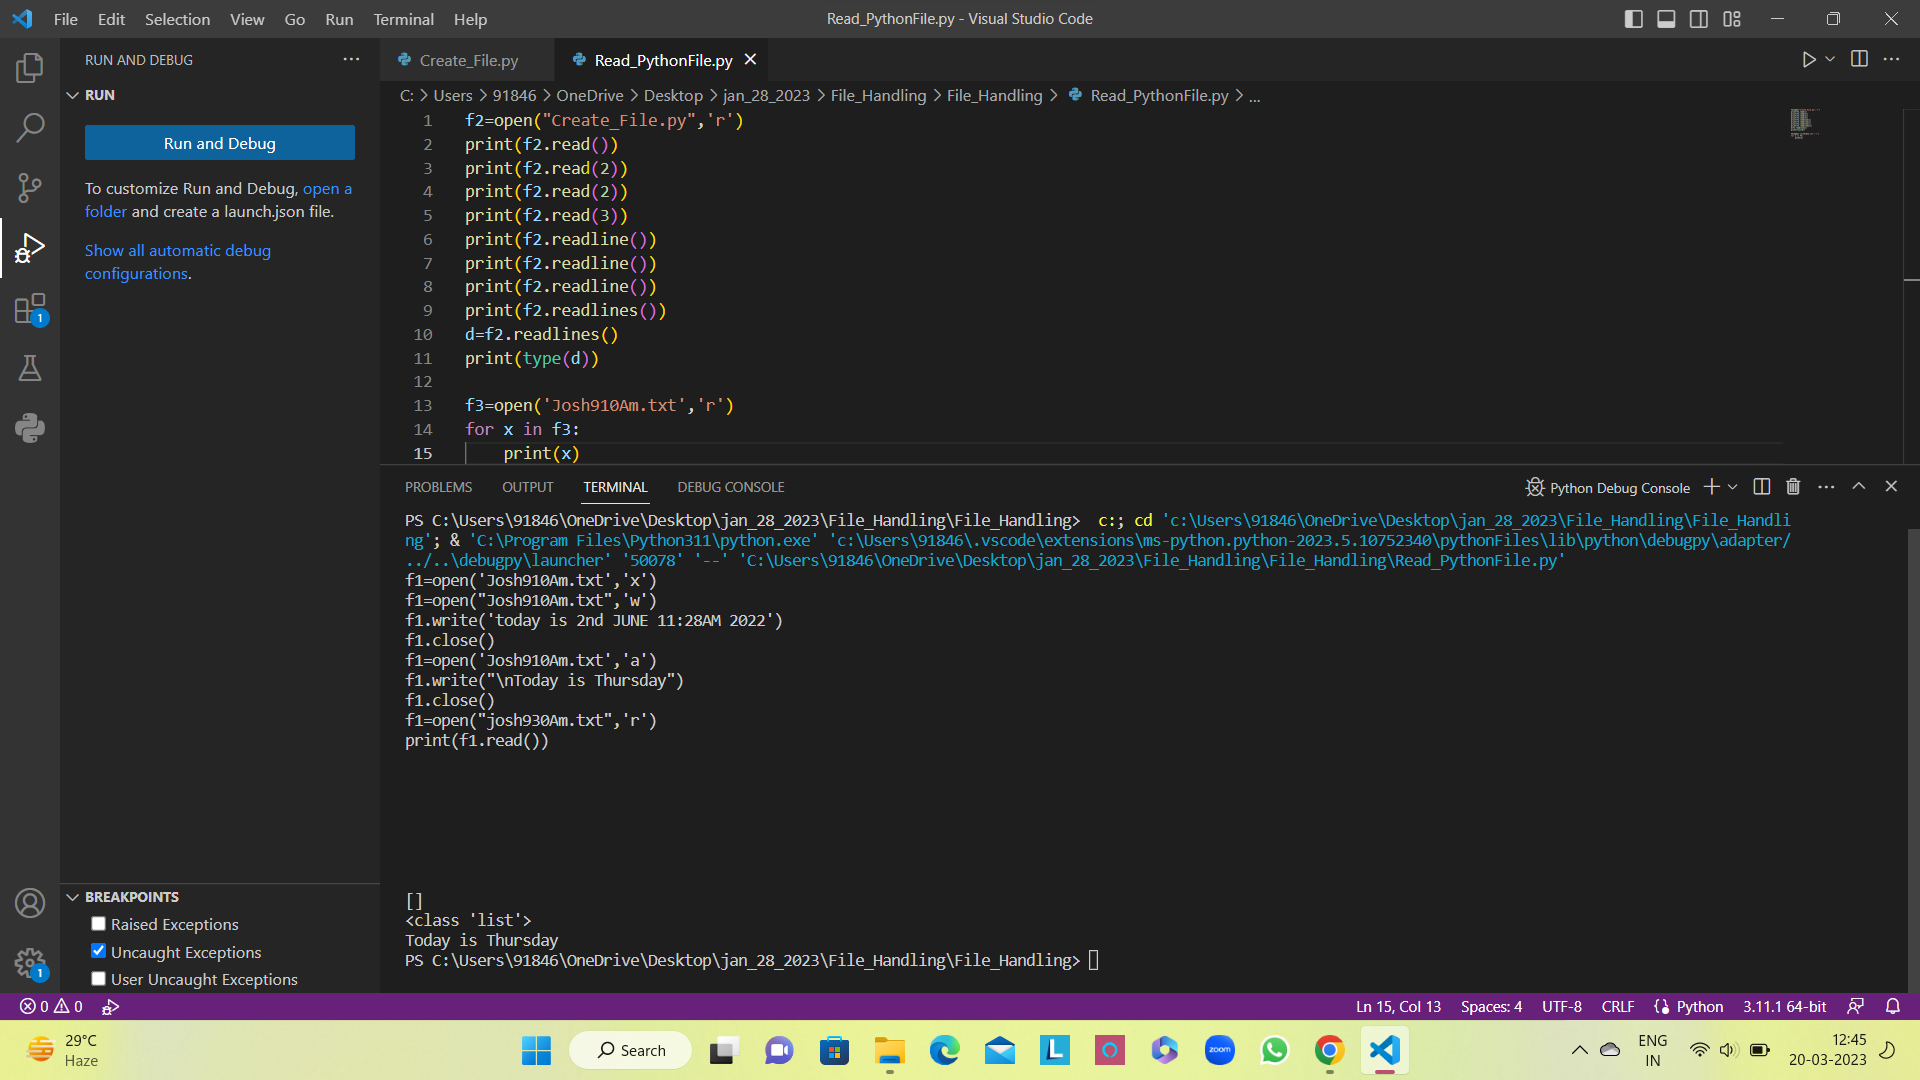 File Edit Selection View Go Run Terminal Help
Read_PythonFile.py - Visual Studio Code
RUN AND DEBUG
RUN
Run and Debug
To customize Run and Debug, open a
folder and create a launch.json file.
Show all automatic debug
configurations.
1
BREAKPOINTS
Raised Exceptions
Uncaught Exceptions
User Uncaught Exceptions
1
Create_File.py
Read_PythonFile.py
C: > Users > 91846 > OneDrive > Desktop > jan_28_2023 > File_Handling > File_Handling > Read_PythonFile.py > ...
1 f2=open("Create_File.py",'r')
2 print(f2.read())
3 print(f2.read(2))
4 print(f2.read(2))
5 print(f2.read(3))
6 print(f2.readline())
7 print(f2.readline())
8 print(f2.readline())
9 print(f2.readlines())
10 d=f2.readlines()
11 print(type(d))
12
13 f3=open('Josh910Am.txt','r')
14 for x in f3:
15     print(x)
PROBLEMS OUTPUT TERMINAL DEBUG CONSOLE
Python Debug Console
PS C:\Users\91846\OneDrive\Desktop\jan_28_2023\File_Handling\File_Handling>  c:; cd 'c:\Users\91846\OneDrive\Desktop\jan_28_2023\File_Handling\File_Handli
ng'; & 'C:\Program Files\Python311\python.exe' 'c:\Users\91846\.vscode\extensions\ms-python.python-2023.5.10752340\pythonFiles\lib\python\debugpy\adapter/
../..\debugpy\launcher' '50078' '--' 'C:\Users\91846\OneDrive\Desktop\jan_28_2023\File_Handling\File_Handling\Read_PythonFile.py'
f1=open('Josh910Am.txt','x')
f1=open("Josh910Am.txt",'w')
f1.write('today is 2nd JUNE 11:28AM 2022')
f1.close()
f1=open('Josh910Am.txt','a')
f1.write("\nToday is Thursday")
f1.close()
f1=open("josh930Am.txt",'r')
print(f1.read())
[]
<class 'list'>
Today is Thursday
PS C:\Users\91846\OneDrive\Desktop\jan_28_2023\File_Handling\File_Handling>
0 0
Ln 15, Col 13 Spaces: 4 UTF-8 CRLF Python 3.11.1 64-bit
29°C
Haze
Search
L
zoom
ENG
IN
12:45
20-03-2023